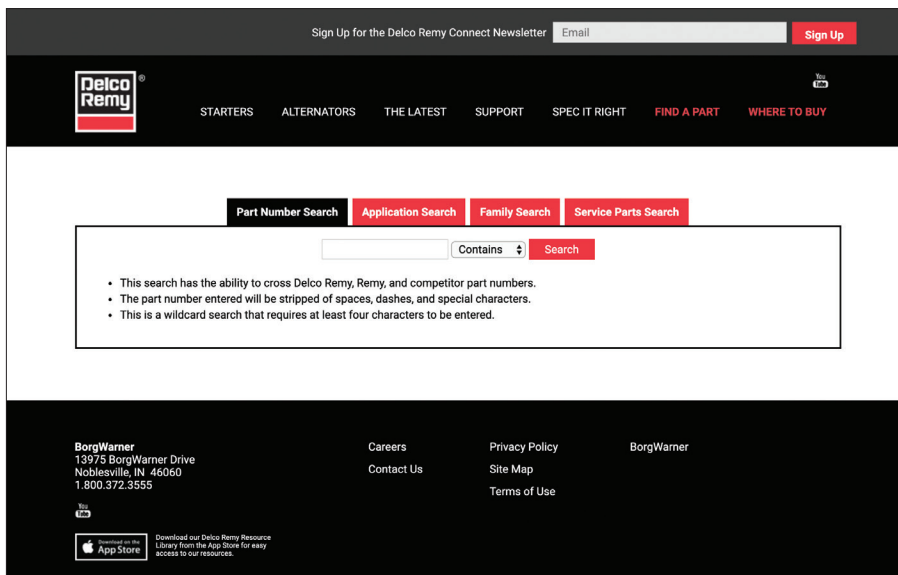 Sign Up for the Delco Remy Connect Newsletter Email Sign Up
Delco Remy ®
You Tube
STARTERS ALTERNATORS THE LATEST SUPPORT SPEC IT RIGHT FIND A PART WHERE TO BUY
Part Number Search Application Search Family Search Service Parts Search
Contains Search
• This search has the ability to cross Delco Remy, Remy, and competitor part numbers.
• The part number entered will be stripped of spaces, dashes, and special characters.
• This is a wildcard search that requires at least four characters to be entered.
BorgWarner
13975 BorgWarner Drive
Noblesville, IN 46060
1.800.372.3555
You Tube
Careers
Contact Us
Privacy Policy
Site Map
Terms of Use
BorgWarner
Download on the
App Store
Download our Delco Remy Resource
Library from the App Store for easy
access to our resources.